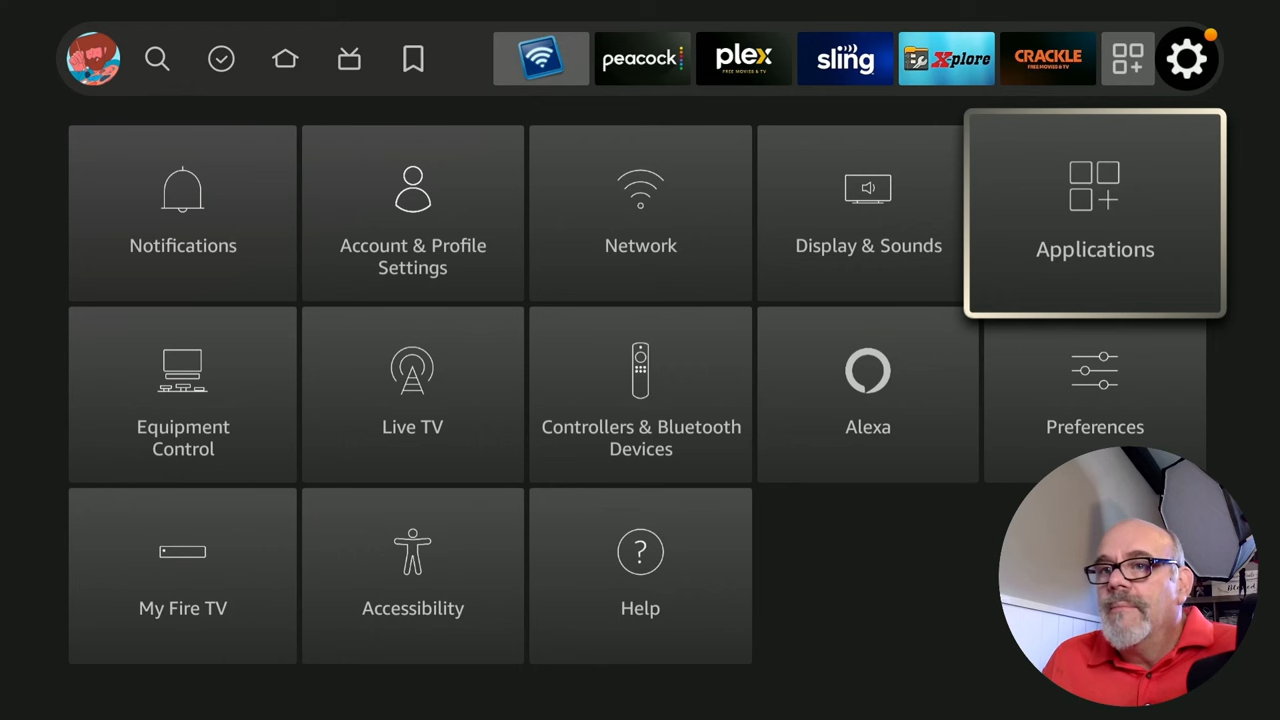 peacock
plex
FREE MOVIES & TV
sling
X-plore
CRACKLE
FREE MOVIES & TV
Notifications
Account & Profile
Settings
Network
Display & Sounds
Applications
Equipment
Control
Live TV
Controllers & Bluetooth
Devices
Alexa
Preferences
My Fire TV
Accessibility
Help